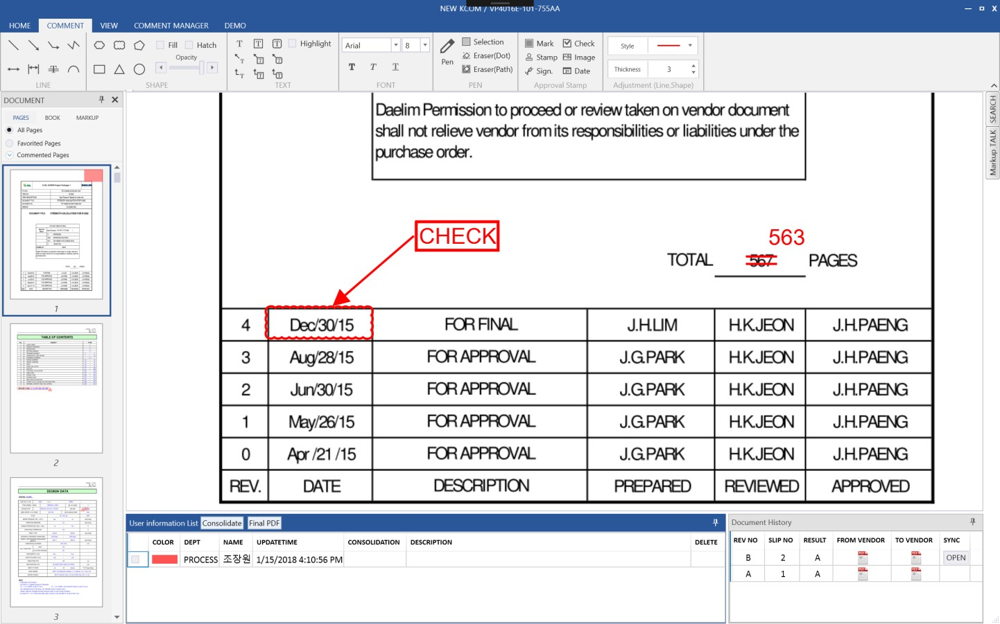 NEW KCOM / VP4016E-101-755AA
HOME COMMENT VIEW COMMENT MANAGER DEMO
Fill Hatch
Opacity
LINE
SHAPE
T T T Highlight
TEXT
Arial 8
T T T
FONT
Pen
Selection
Eraser(Dot)
Eraser(Path)
PEN
Mark Check
Stamp Image
Sign. Date
Approval Stamp
Style
Thickness 3
Adjustment (Line,Shape)
DOCUMENT
PAGES BOOK MARKUP
All Pages
Favorited Pages
Commented Pages
1
TABLE OF CONTENTS
2
DESIGN DATA
3
SEARCH
Markup TALK
Daelim Permission to proceed or review taken on vendor document
shall not relieve vendor from its responsibilities or liabilities under the
purchase order.
CHECK
563
TOTAL 567 PAGES
4 Dec/30/15 FOR FINAL J.H.LIM H.K.JEON J.H.PAENG
3 Aug/28/15 FOR APPROVAL J.G.PARK H.K.JEON J.H.PAENG
2 Jun/30/15 FOR APPROVAL J.G.PARK H.K.JEON J.H.PAENG
1 May/26/15 FOR APPROVAL J.G.PARK H.K.JEON J.H.PAENG
0 Apr /21 /15 FOR APPROVAL J.G.PARK H.K.JEON J.H.PAENG
REV. DATE DESCRIPTION PREPARED REVIEWED APPROVED
User information List Consolidate Final PDF
COLOR DEPT NAME UPDATETIME CONSOLIDATION DESCRIPTION DELETE
PROCESS 조장원 1/15/2018 4:10:56 PM
Document History
REV NO SLIP NO RESULT FROM VENDOR TO VENDOR SYNC
B 2 A OPEN
A 1 A